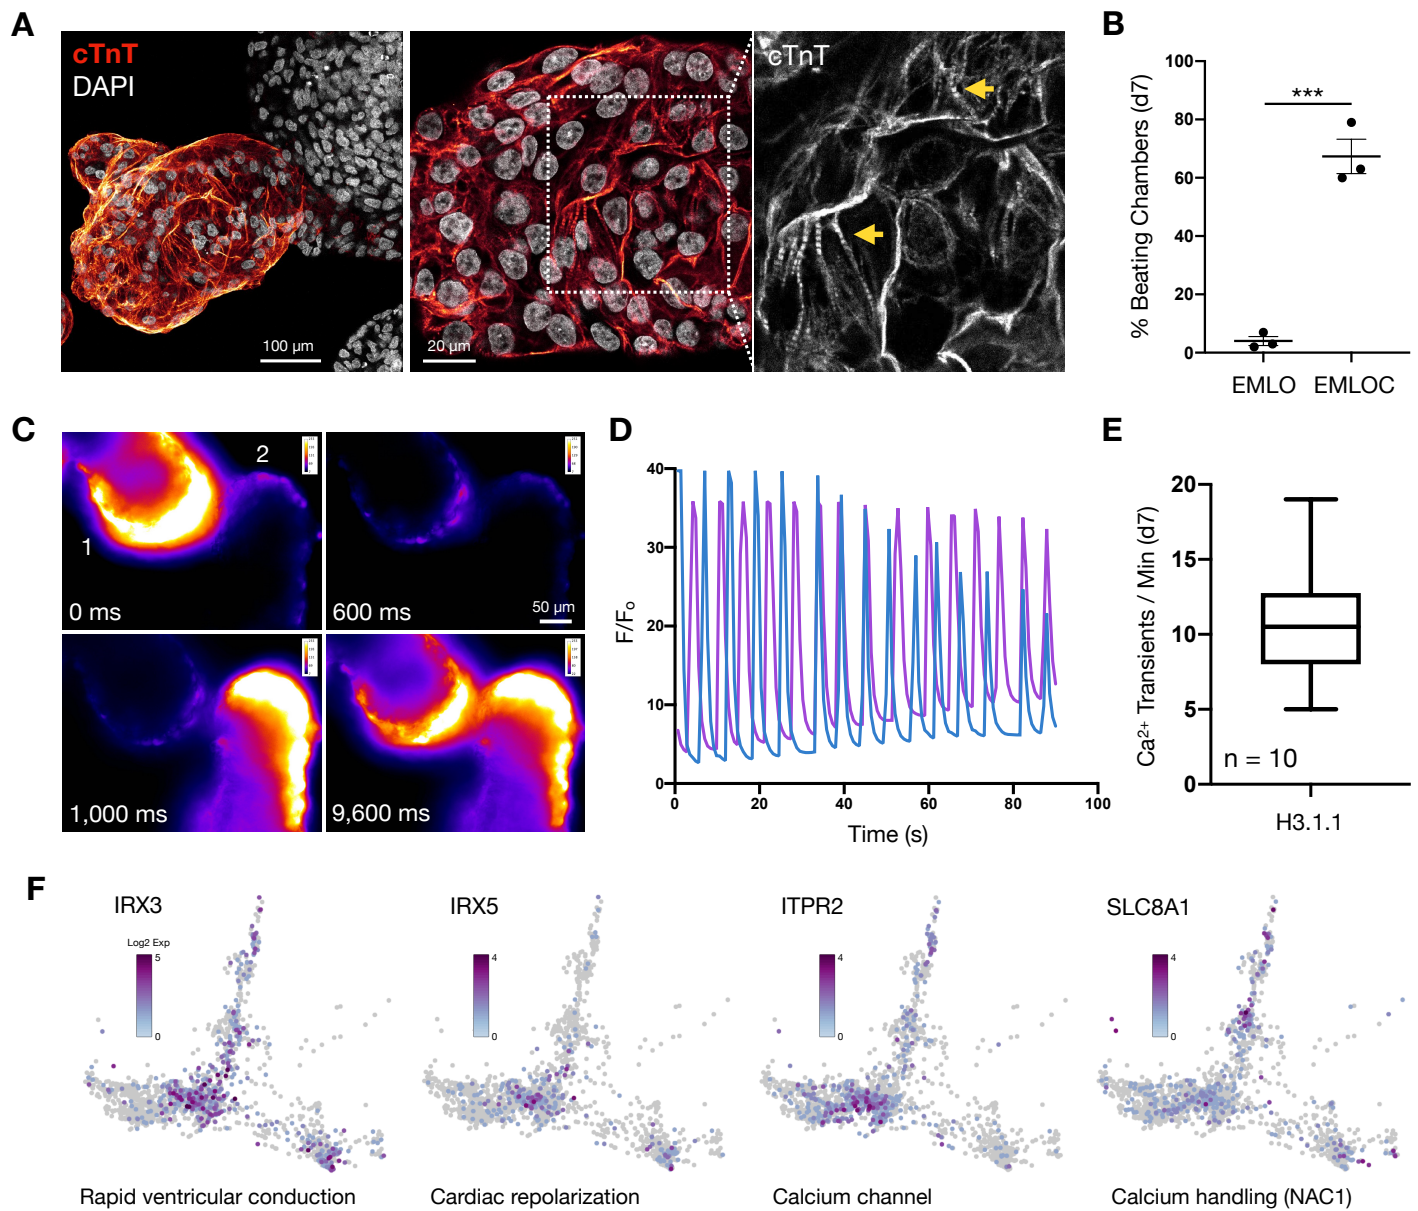 A
cTnT
DAPI
100 µm
20 µm
cTnT
B
% Beating Chambers (d7)
100
80
60
40
20
0
***
EMLO
EMLOC
C
1
2
0 ms
600 ms
50 µm
1,000 ms
9,600 ms
D
F/Fo
40
30
20
10
0
0
20
40
60
80
100
Time (s)
E
Ca²⁺ Transients / Min (d7)
20
15
10
5
0
n = 10
H3.1.1
F
IRX3
Log2 Exp
5
0
Rapid ventricular conduction
IRX5
4
0
Cardiac repolarization
ITPR2
4
0
Calcium channel
SLC8A1
4
0
Calcium handling (NAC1)